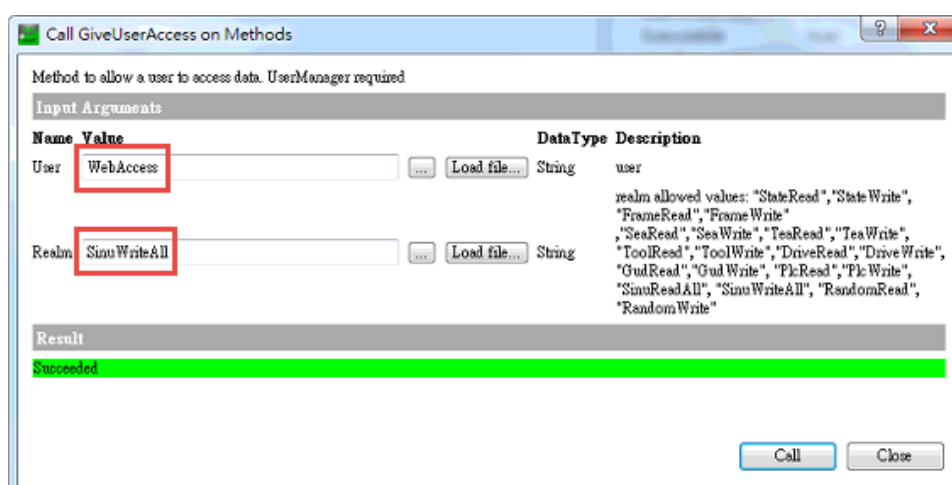 Call GiveUserAccess on Methods
Method to allow a user to access data. UserManager required
Input Arguments
Name Value DataType Description
User WebAccess ... Load file... String user
realm allowed values: "StateRead","StateWrite",
"FrameRead","FrameWrite"
,"SeaRead","SeaWrite","TeaRead","TeaWrite",
Realm SinuWriteAll ... Load file... String "ToolRead","ToolWrite","DriveRead","DriveWrite",
"GudRead","GudWrite", "PlcRead","PlcWrite",
"SinuReadAll", "SinuWriteAll", "RandomRead",
"RandomWrite"
Result
Succeeded
Call Close